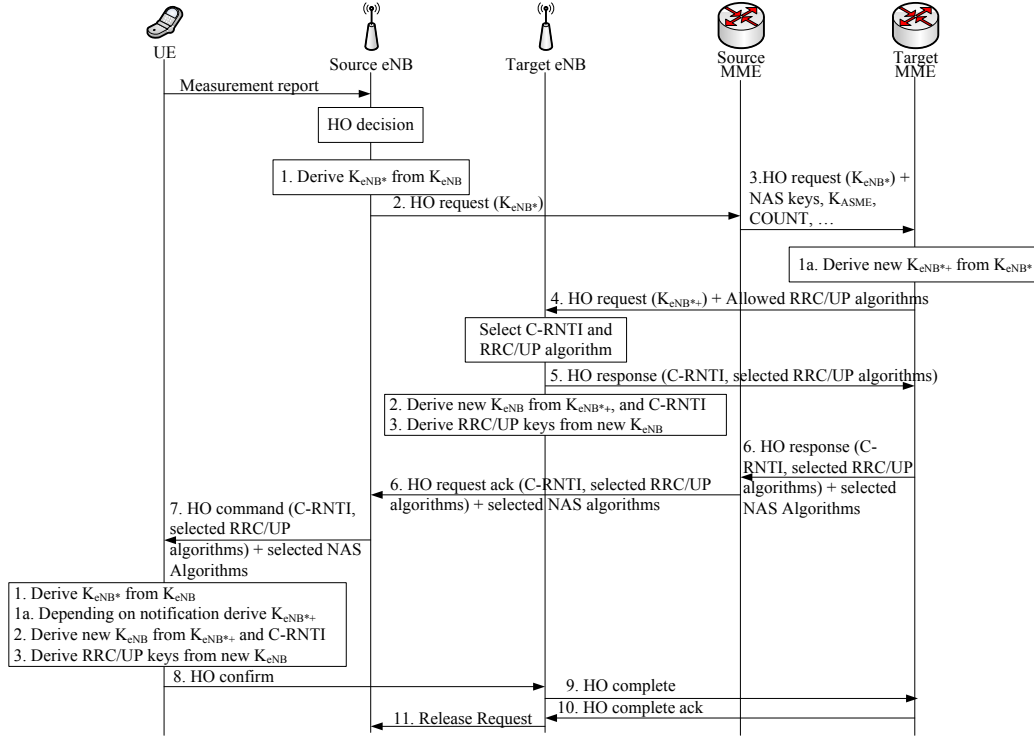 UE
Source eNB
Target eNB
Source
MME
Target
MME
Measurement report
HO decision
1. Derive KeNB* from KeNB
2. HO request (KeNB*)
3.HO request (KeNB*) +
NAS keys, KASME,
COUNT, …
1a. Derive new KeNB*+ from KeNB*
4. HO request (KeNB*+) + Allowed RRC/UP algorithms
Select C-RNTI and
RRC/UP algorithm
5. HO response (C-RNTI, selected RRC/UP algorithms)
2. Derive new KeNB from KeNB*+, and C-RNTI
3. Derive RRC/UP keys from new KeNB
6. HO response (C-
RNTI, selected RRC/UP
algorithms) + selected
NAS Algorithms
6. HO request ack (C-RNTI, selected RRC/UP
algorithms) + selected NAS algorithms
7. HO command (C-RNTI,
selected RRC/UP
algorithms) + selected NAS
Algorithms
1. Derive KeNB* from KeNB
1a. Depending on notification derive KeNB*+
2. Derive new KeNB from KeNB*+ and C-RNTI
3. Derive RRC/UP keys from new KeNB
8. HO confirm
9. HO complete
10. HO complete ack
11. Release Request